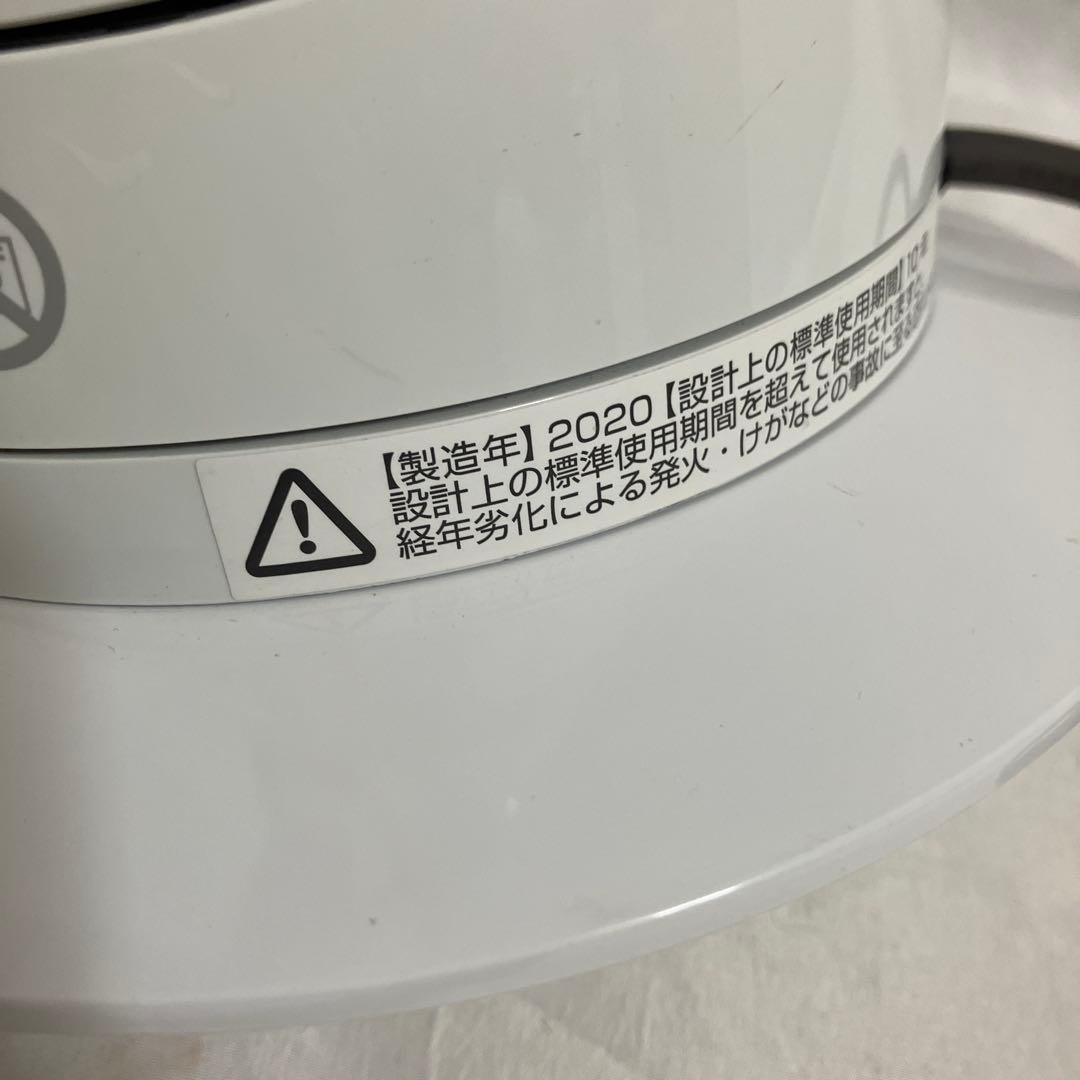 【製造年】2020【設計上の標準使用期間】10年
設計上の標準使用期間を超えて使用されますと、
経年劣化による発火・けがなどの事故に至る